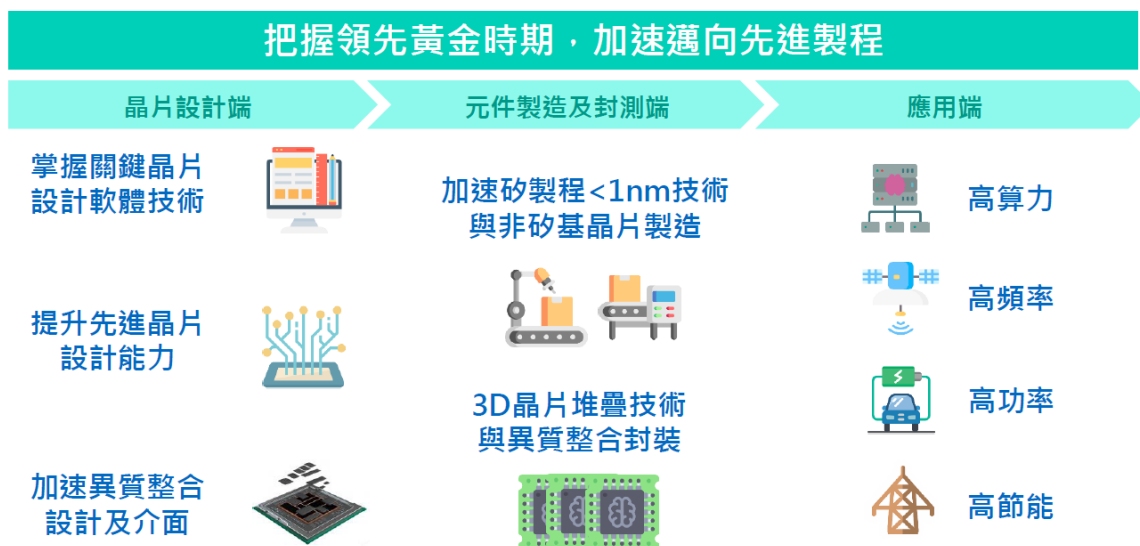 把握領先黃金時期，加速邁向先進製程
晶片設計端
元件製造及封測端
應用端
掌握關鍵晶片
設計軟體技術
提升先進晶片
設計能力
加速異質整合
設計及介面
加速矽製程<1nm技術
與非矽基晶片製造
3D晶片堆疊技術
與異質整合封裝
高算力
高頻率
高功率
高節能